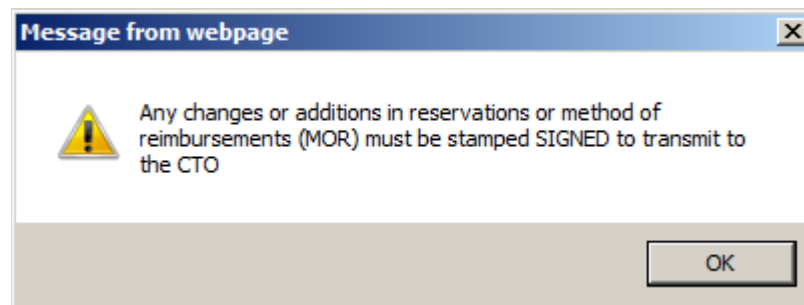 Message from webpage
Any changes or additions in reservations or method of
reimbursements (MOR) must be stamped SIGNED to transmit to
the CTO
OK